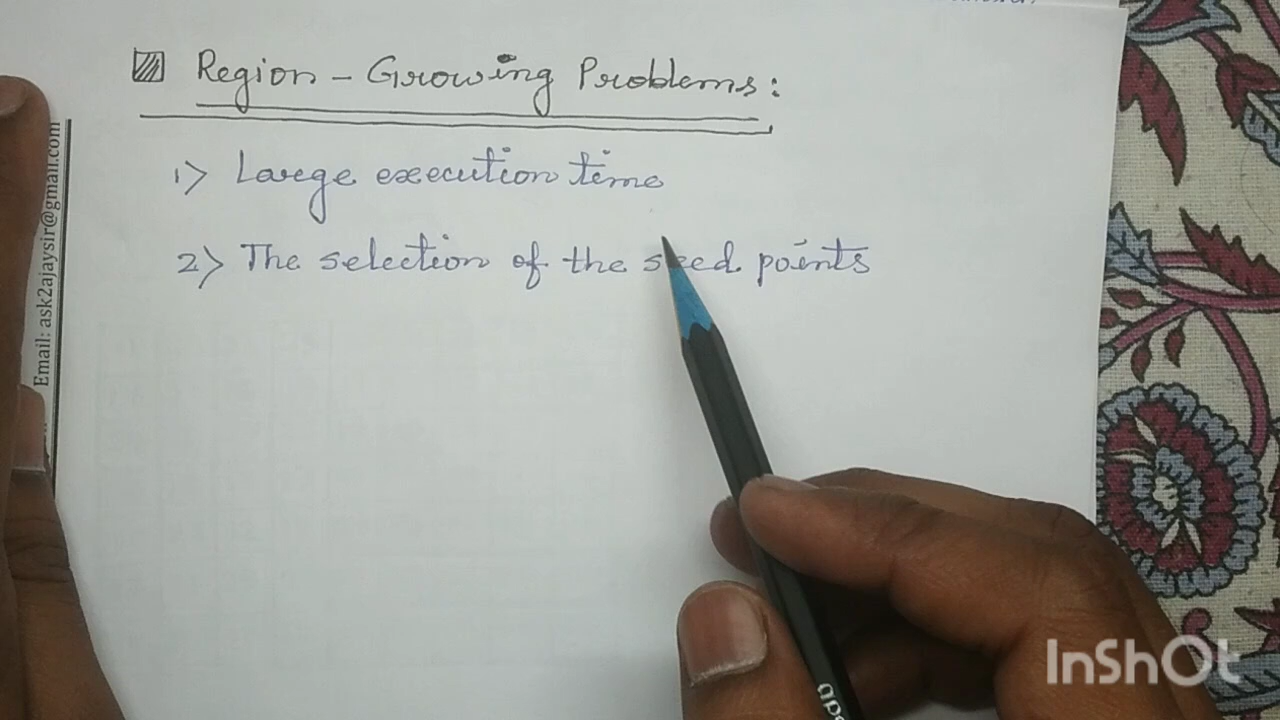 Region - Growing Problems:
1> Large execution time
2> The selection of the seed points
Email: ask2ajaysir@gmail.com
InShOt